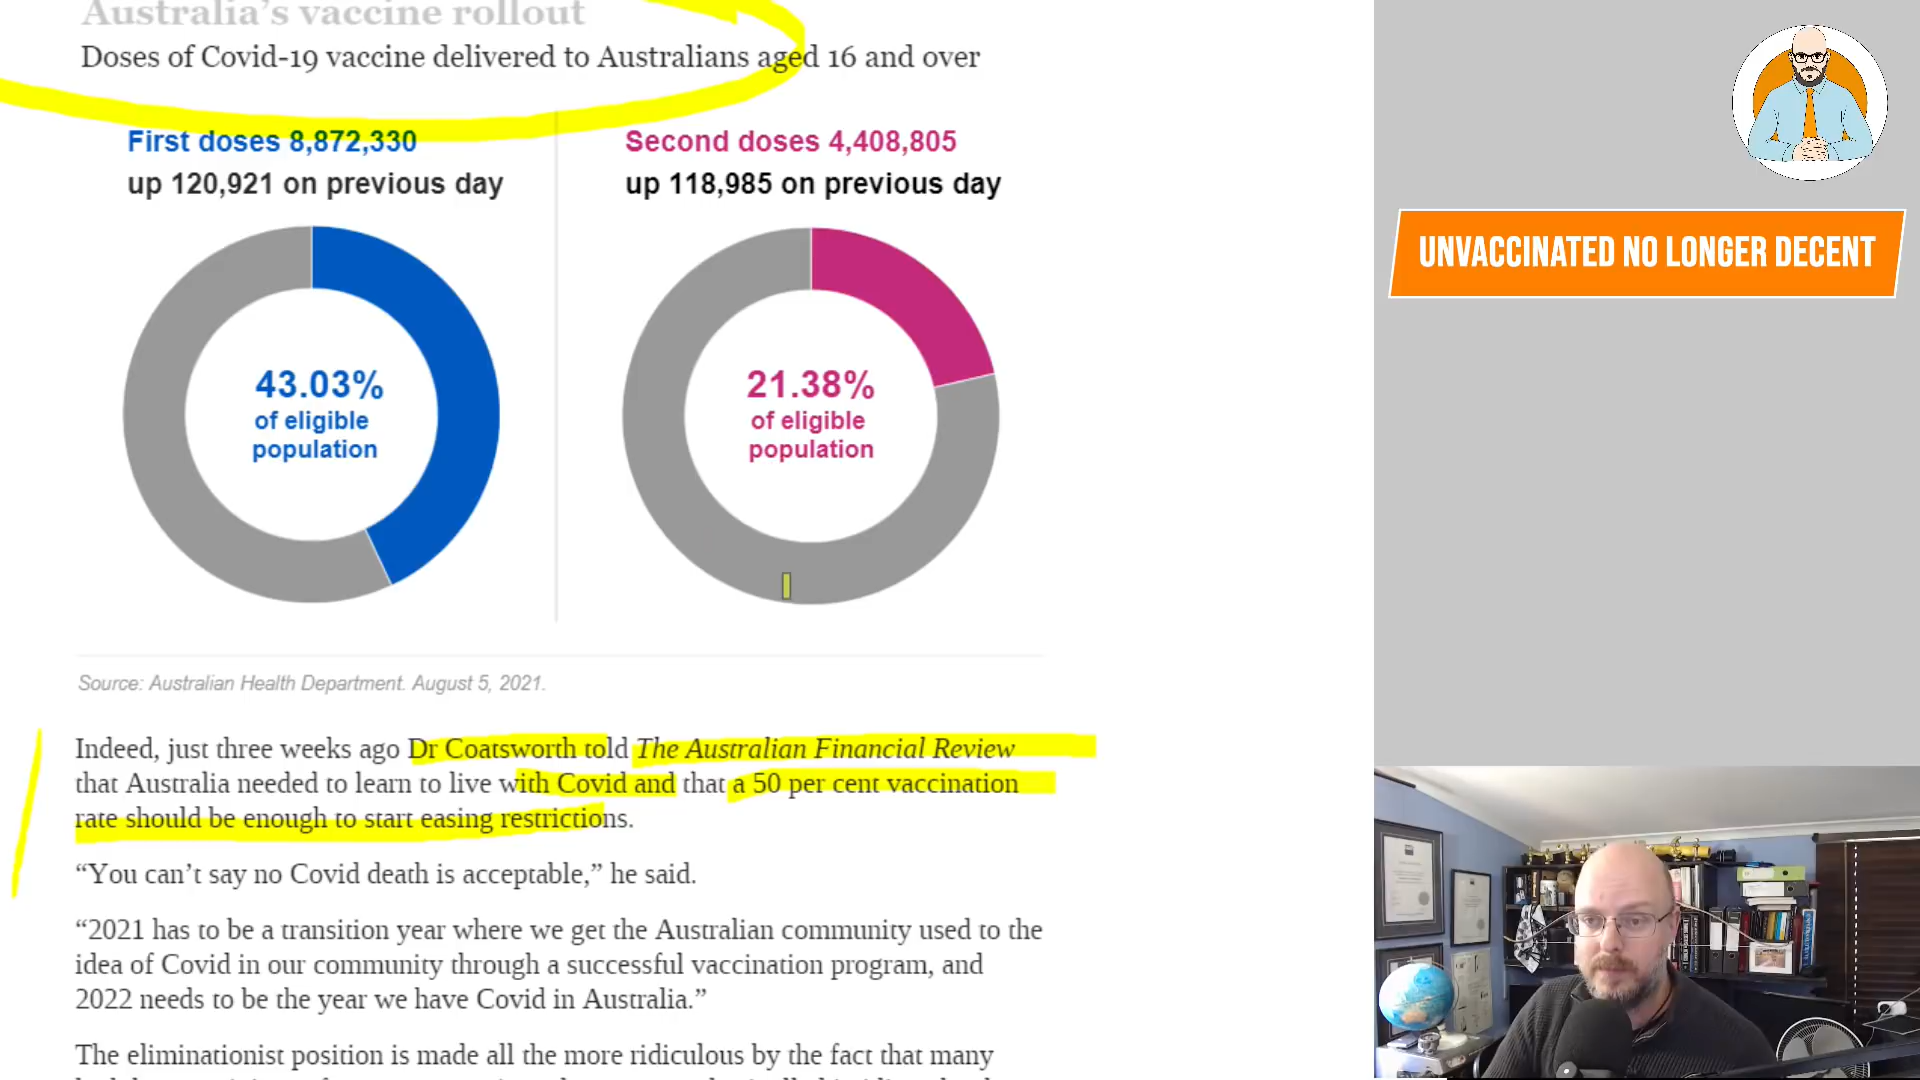 Australia's vaccine rollout
Doses of Covid-19 vaccine delivered to Australians aged 16 and over
First doses 8,872,330
up 120,921 on previous day
43.03%
of eligible
population
Second doses 4,408,805
up 118,985 on previous day
21.38%
of eligible
population
Source: Australian Health Department. August 5, 2021.
Indeed, just three weeks ago Dr Coatsworth told The Australian Financial Review
that Australia needed to learn to live with Covid and that a 50 per cent vaccination
rate should be enough to start easing restrictions.
“You can’t say no Covid death is acceptable,” he said.
“2021 has to be a transition year where we get the Australian community used to the
idea of Covid in our community through a successful vaccination program, and
2022 needs to be the year we have Covid in Australia.”
The eliminationist position is made all the more ridiculous by the fact that many
UNVACCINATED NO LONGER DECENT